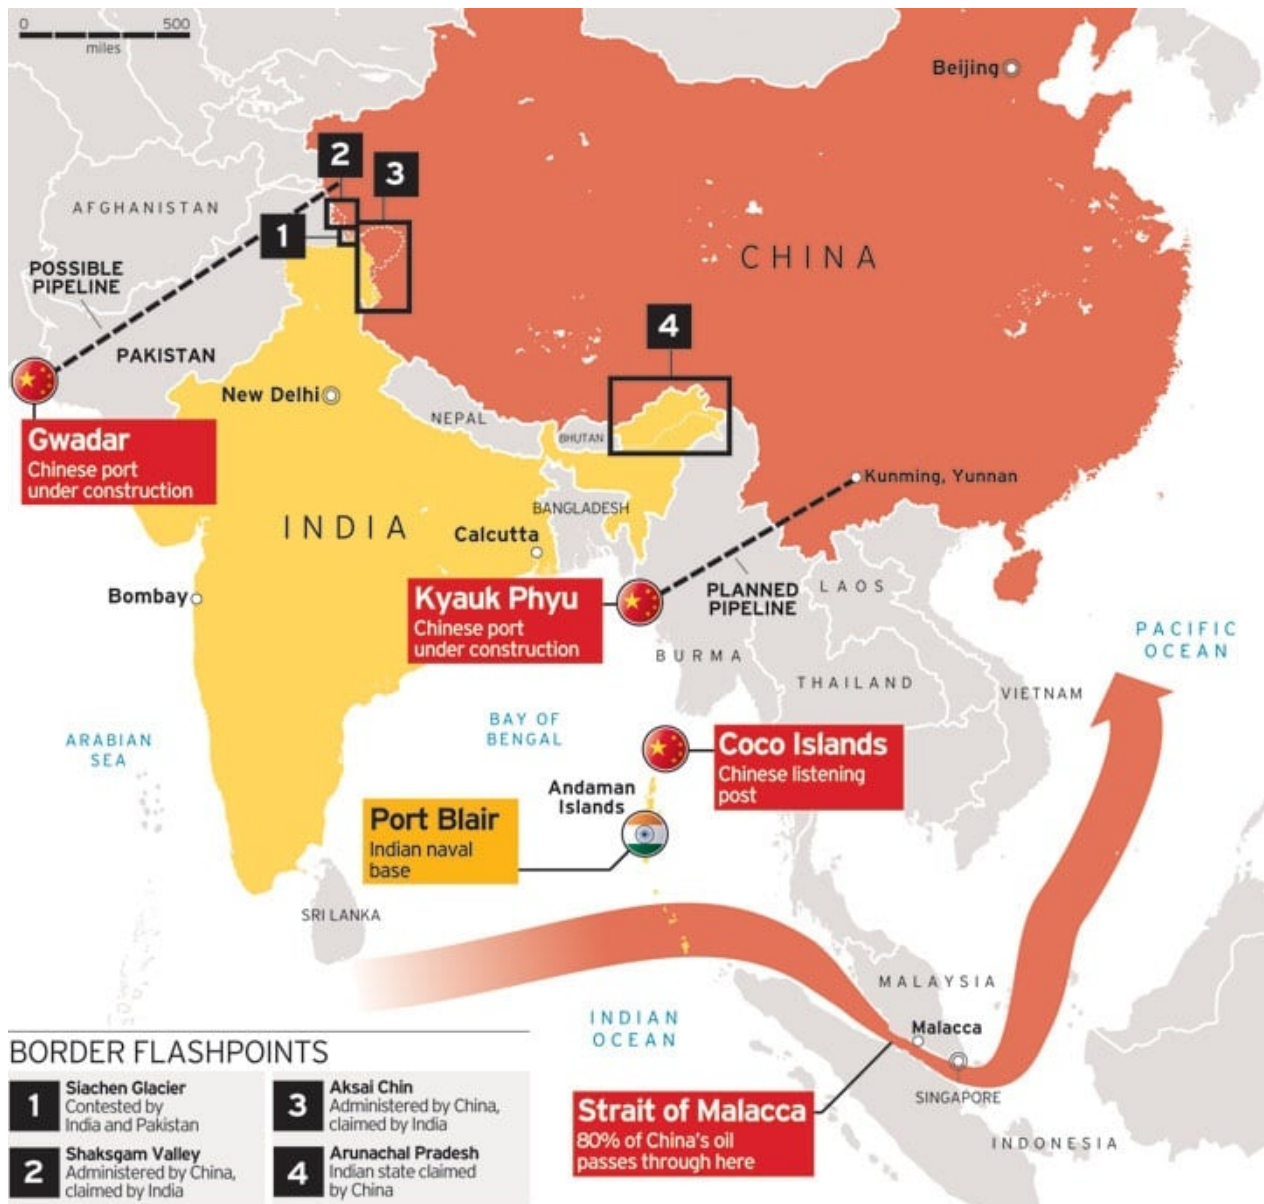 0 500
miles
Beijing
2
3
AFGHANISTAN
1
CHINA
POSSIBLE
PIPELINE
4
PAKISTAN
New Delhi
NEPAL
BHUTAN
Gwadar
Chinese port
under construction
Kunming, Yunnan
BANGLADESH
INDIA
Calcutta
Bombay
Kyauk Phyu
Chinese port
under construction
PLANNED
PIPELINE
LAOS
PACIFIC
OCEAN
BURMA
THAILAND
VIETNAM
ARABIAN
SEA
BAY OF
BENGAL
Coco Islands
Chinese listening
post
Andaman
Islands
Port Blair
Indian naval
base
SRI LANKA
MALAYSIA
INDIAN
OCEAN
Malacca
SINGAPORE
Strait of Malacca
80% of China's oil
passes through here
INDONESIA
BORDER FLASHPOINTS
1
Siachen Glacier
Contested by
India and Pakistan
2
Shaksgam Valley
Administered by China,
claimed by India
3
Aksai Chin
Administered by China,
claimed by India
4
Arunachal Pradesh
Indian state claimed
by China